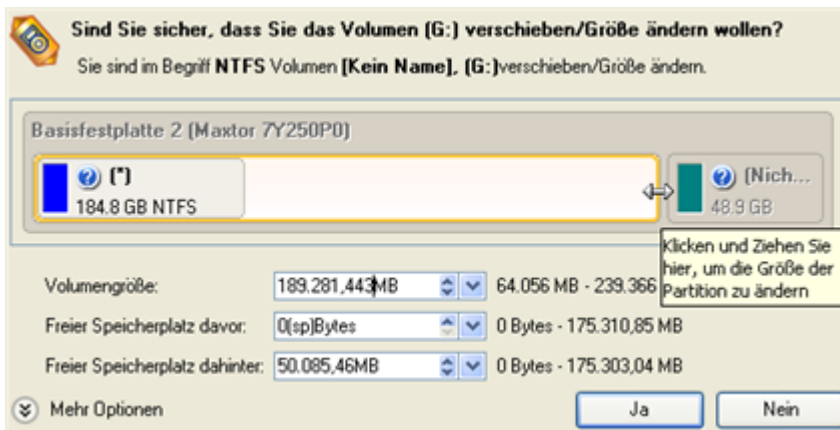 Sind Sie sicher, dass Sie das Volumen (G:) verschieben/Größe ändern wollen?
Sie sind im Begriff NTFS Volumen [Kein Name], (G:)verschieben/Größe ändern.
Basisfestplatte 2 (Maxtor 7Y250P0)
(*)
184.8 GB NTFS
(Nich...
48.9 GB
Klicken und Ziehen Sie
hier, um die Größe der
Partition zu ändern
Volumengröße: 189.281,443MB 64.056 MB - 239.366
Freier Speicherplatz davor: 0(sp)Bytes 0 Bytes - 175.310,85 MB
Freier Speicherplatz dahinter: 50.085,46MB 0 Bytes - 175.303,04 MB
Mehr Optionen
Ja
Nein